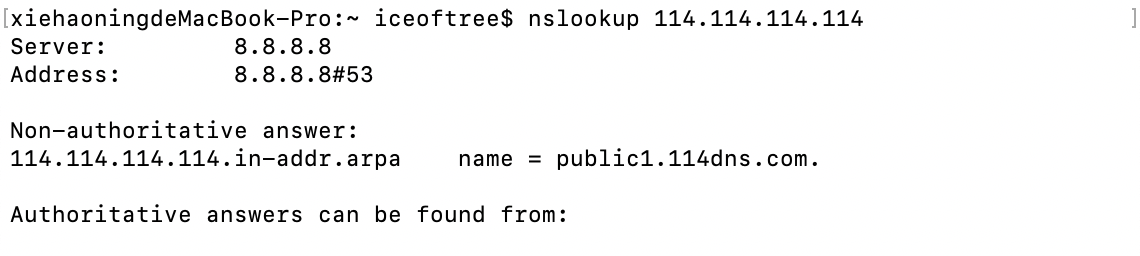 [xiehaoningdeMacBook-Pro:~ iceoftree$ nslookup 114.114.114.114 ]
Server: 8.8.8.8
Address: 8.8.8.8#53
Non-authoritative answer:
114.114.114.114.in-addr.arpa name = public1.114dns.com.
Authoritative answers can be found from: